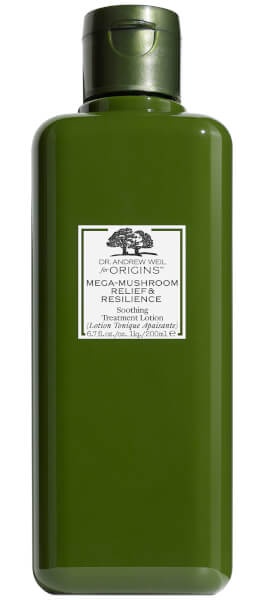 DR. ANDREW WEIL
for ORIGINS™
MEGA-MUSHROOM
RELIEF &
RESILIENCE
Soothing
Treatment Lotion
(Lotion Tonique Apaisante)
6.7 fl.oz./oz. liq./200ml ℮